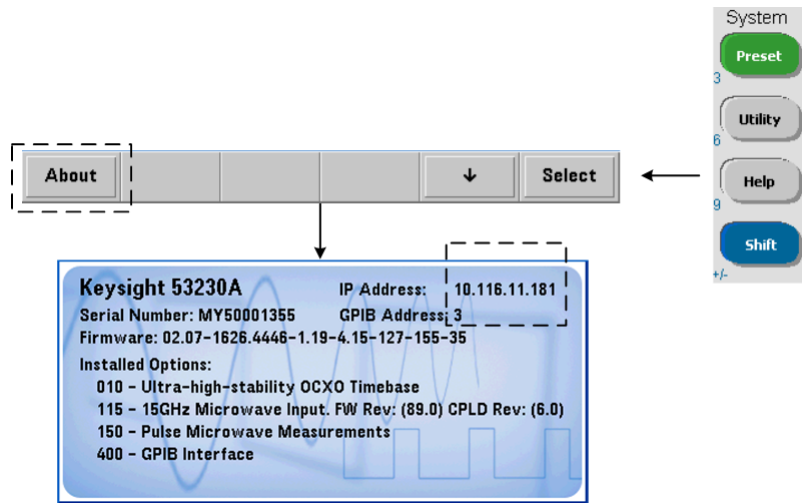 System
Preset
3
Utility
6
Help
9
Shift
+/-
About
↓
Select
Keysight 53230A
IP Address: 10.116.11.181
Serial Number: MY50001355
GPIB Address: 3
Firmware: 02.07-1626.4446-1.19-4.15-127-155-35
Installed Options:
010 - Ultra-high-stability OCXO Timebase
115 - 15GHz Microwave Input. FW Rev: (89.0) CPLD Rev: (6.0)
150 - Pulse Microwave Measurements
400 - GPIB Interface